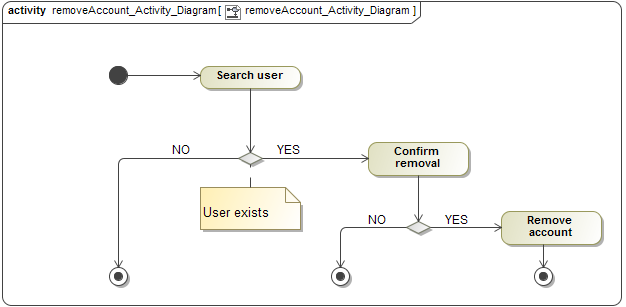 activity removeAccount_Activity_Diagram[ removeAccount_Activity_Diagram ]
Search user
NO
YES
Confirm
removal
User exists
NO
YES
Remove
account